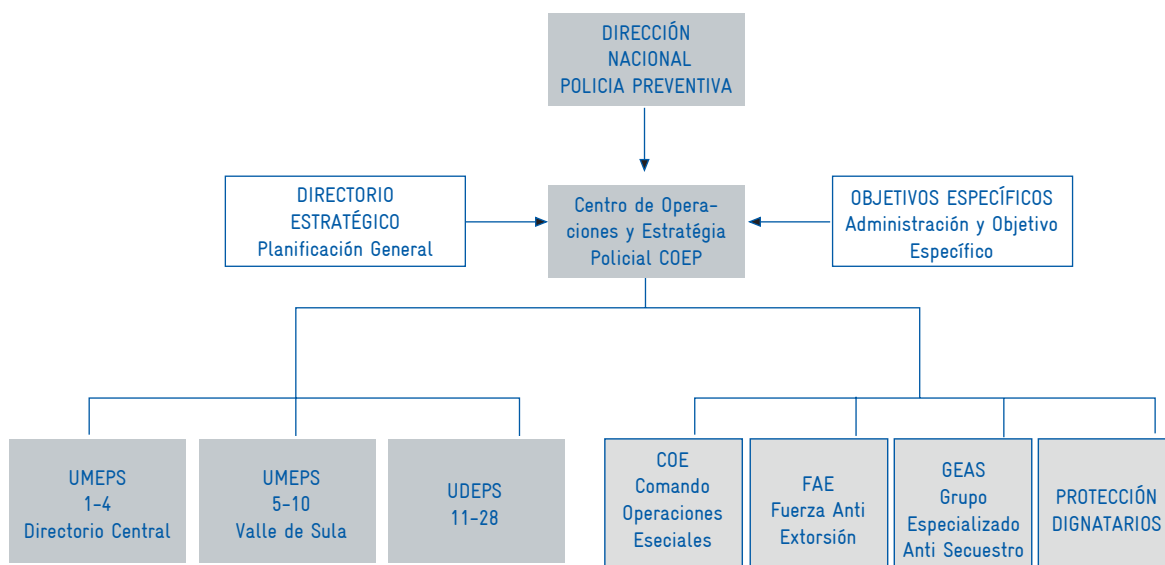 DIRECCIÓN
NACIONAL
POLICIA PREVENTIVA
DIRECTORIO
ESTRATÉGICO
Planificación General
Centro de Opera-
ciones y Estratégia
Policial COEP
OBJETIVOS ESPECÍFICOS
Administración y Objetivo
Específico
UMEPS
1-4
Directorio Central
UMEPS
5-10
Valle de Sula
UDEPS
11-28
COE
Comando
Operaciones
Eseciales
FAE
Fuerza Anti
Extorsión
GEAS
Grupo
Especializado
Anti Secuestro
PROTECCIÓN
DIGNATARIOS